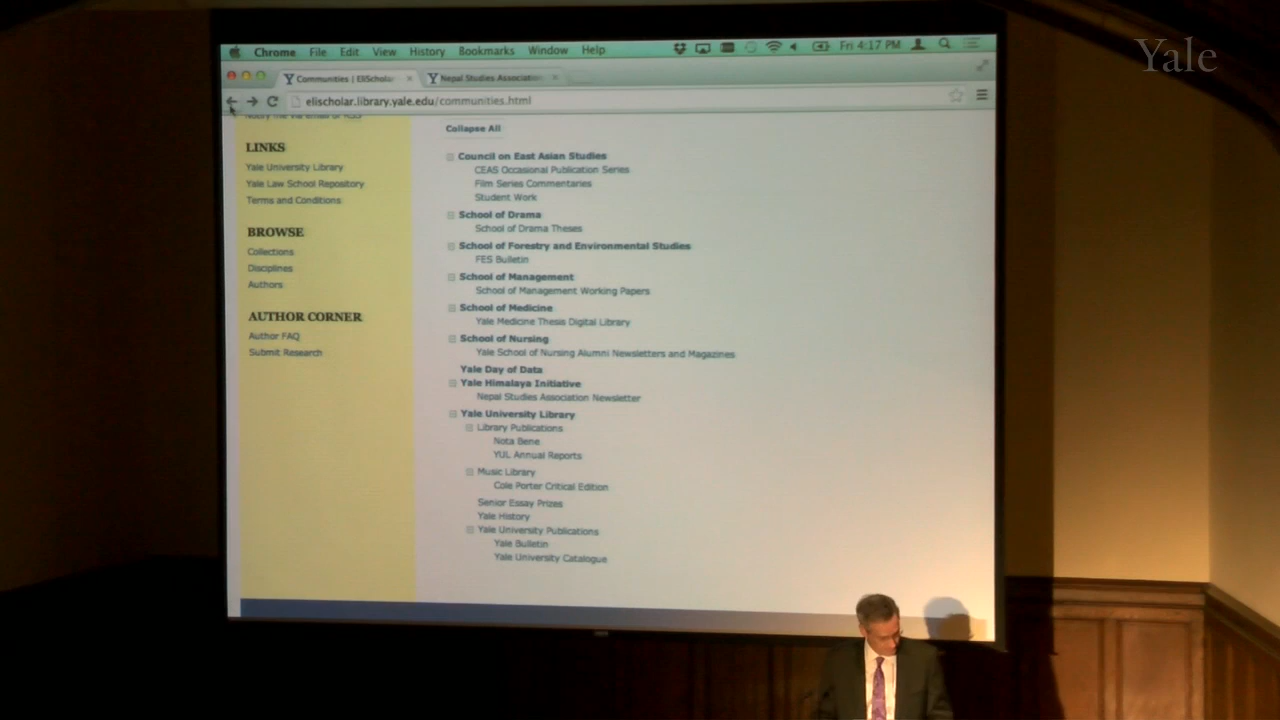 Yale
Chrome File Edit View History Bookmarks Window Help Fri 4:17 PM
Communities | EliScholar Nepal Studies Association
elischolar.library.yale.edu/communities.html
Notify me via email or RSS
LINKS
Yale University Library
Yale Law School Repository
Terms and Conditions
BROWSE
Collections
Disciplines
Authors
AUTHOR CORNER
Author FAQ
Submit Research
Collapse All
Council on East Asian Studies
CEAS Occasional Publication Series
Film Series Commentaries
Student Work
School of Drama
School of Drama Theses
School of Forestry and Environmental Studies
FES Bulletin
School of Management
School of Management Working Papers
School of Medicine
Yale Medicine Thesis Digital Library
School of Nursing
Yale School of Nursing Alumni Newsletters and Magazines
Yale Day of Data
Yale Himalaya Initiative
Nepal Studies Association Newsletter
Yale University Library
Library Publications
Nota Bene
YUL Annual Reports
Music Library
Cole Porter Critical Edition
Senior Essay Prizes
Yale History
Yale University Publications
Yale Bulletin
Yale University Catalogue